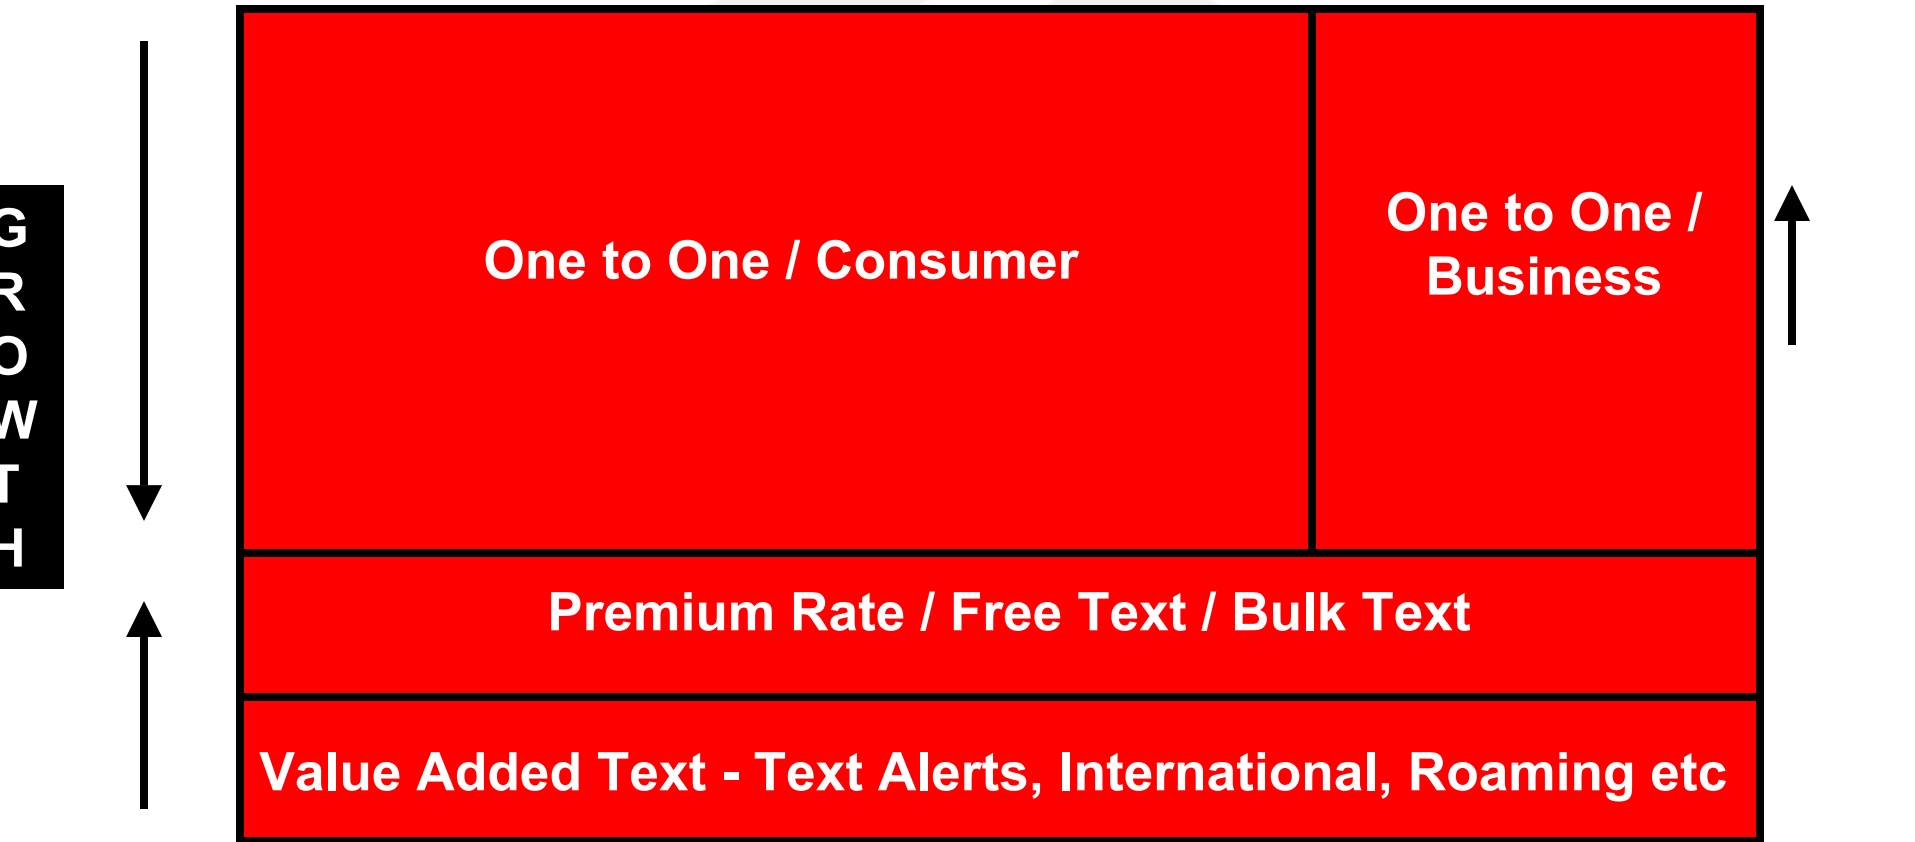 G
R
O
W
T
H
One to One / Consumer
One to One /
Business
Premium Rate / Free Text / Bulk Text
Value Added Text - Text Alerts, International, Roaming etc